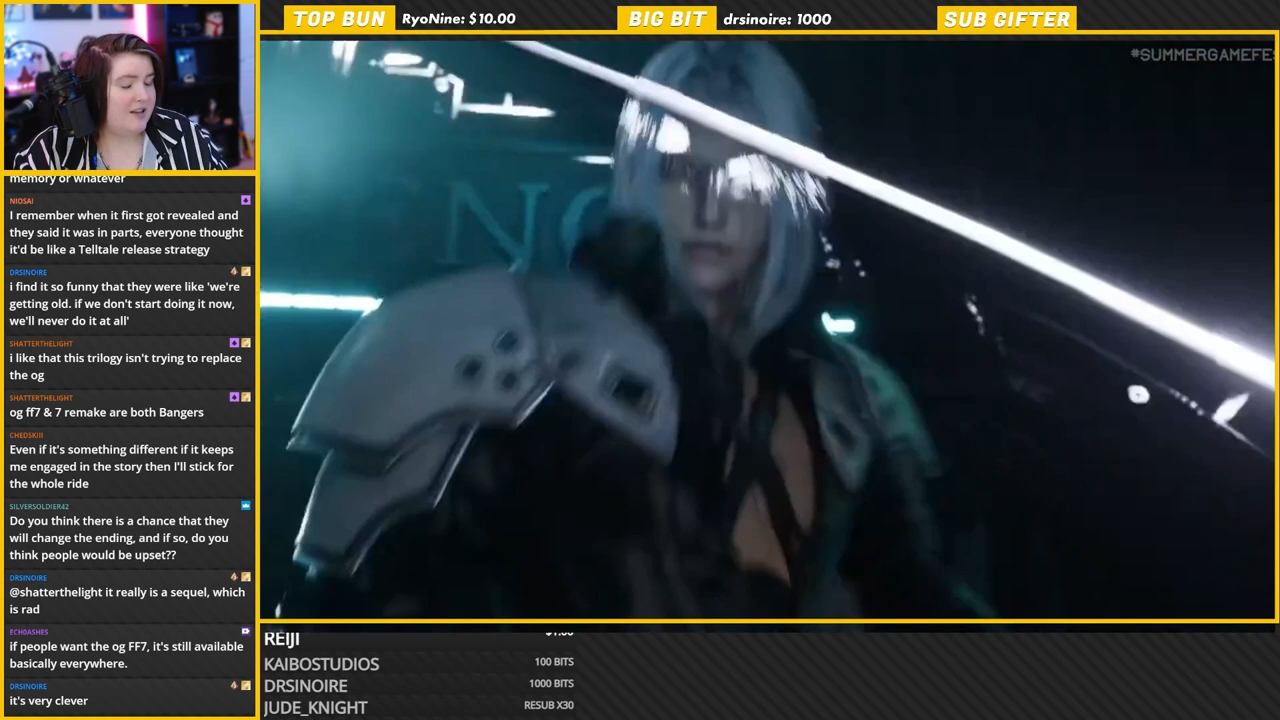 TOP BUN RyoNine: $10.00 BIG BIT drsinoire: 1000 SUB GIFTER
#SUMMERGAMEFES
memory or whatever
NIOSAI
I remember when it first got revealed and
they said it was in parts, everyone thought
it'd be like a Telltale release strategy
DRSINOIRE
i find it so funny that they were like 'we're
getting old. if we don't start doing it now,
we'll never do it at all'
SHATTERTHELIGHT
i like that this trilogy isn't trying to replace
the og
SHATTERTHELIGHT
og ff7 & 7 remake are both Bangers
CHEDSKIII
Even if it's something different if it keeps
me engaged in the story then I'll stick for
the whole ride
SILVERSOLDIER42
Do you think there is a chance that they
will change the ending, and if so, do you
think people would be upset??
DRSINOIRE
@shatterthelight it really is a sequel, which
is rad
ECH0ASHES
if people want the og FF7, it's still available
basically everywhere.
DRSINOIRE
it's very clever
REIJI
KAIBOSTUDIOS 100 BITS
DRSINOIRE 1000 BITS
JUDE_KNIGHT RESUB X30